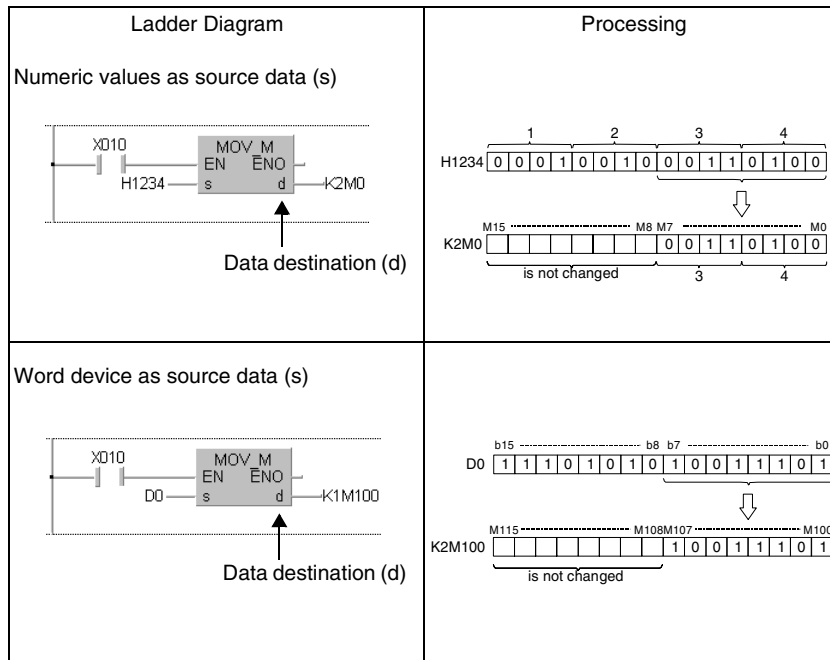 Ladder Diagram
Processing
Numeric values as source data (s)
X010
MOV_M
EN ENO
H1234 s d K2M0
Data destination (d)
1 2 3 4
H1234 0 0 0 1 0 0 1 0 0 0 1 1 0 1 0 0
M15 M8 M7 M0
K2M0 0 0 1 1 0 1 0 0
is not changed 3 4
Word device as source data (s)
X010
MOV_M
EN ENO
D0 s d K1M100
Data destination (d)
b15 b8 b7 b0
D0 1 1 1 0 1 0 1 0 1 0 0 1 1 1 0 1
M115 M108M107 M100
K2M100 1 0 0 1 1 1 0 1
is not changed